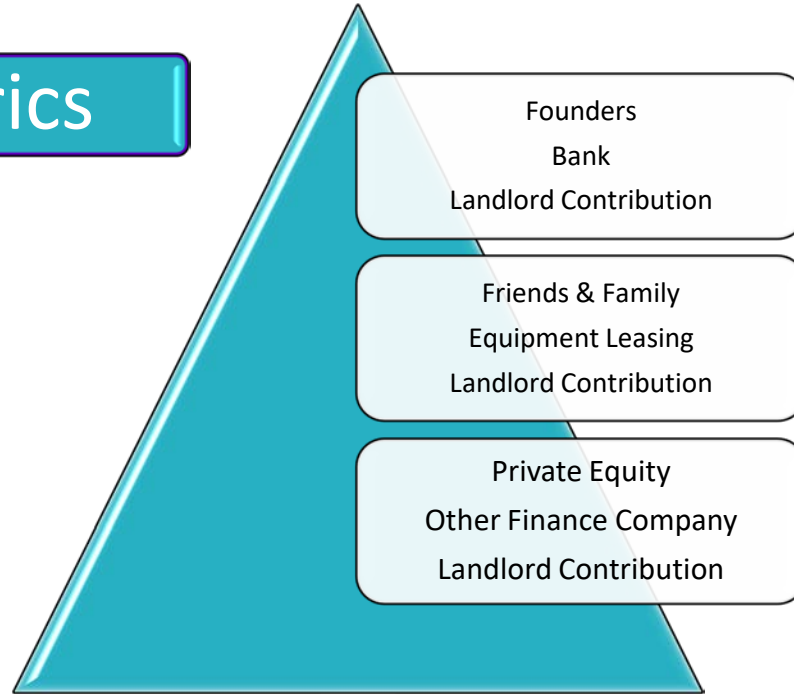 rics
Founders
Bank
Landlord Contribution
Friends & Family
Equipment Leasing
Landlord Contribution
Private Equity
Other Finance Company
Landlord Contribution